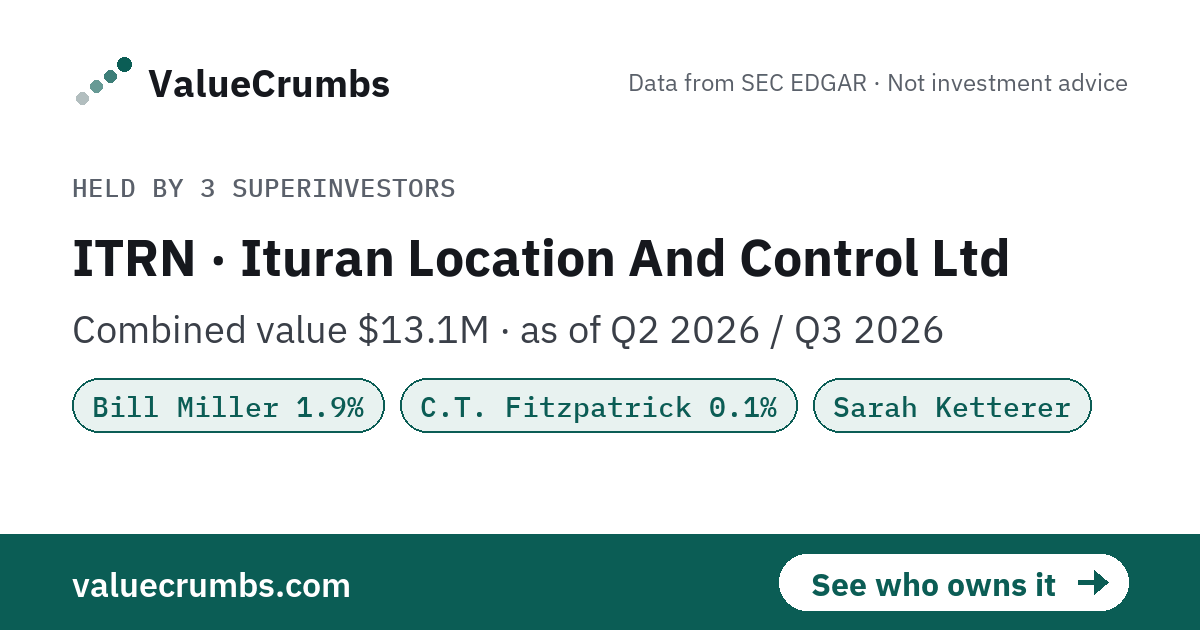 ValueCrumbs
Data from SEC EDGAR · Not investment advice
HELD BY 3 SUPERINVESTORS
ITRN · Ituran Location And Control Ltd
Combined value $13.1M · as of Q2 2026 / Q3 2026
Bill Miller 1.9%
C.T. Fitzpatrick 0.1%
Sarah Ketterer
valuecrumbs.com
See who owns it